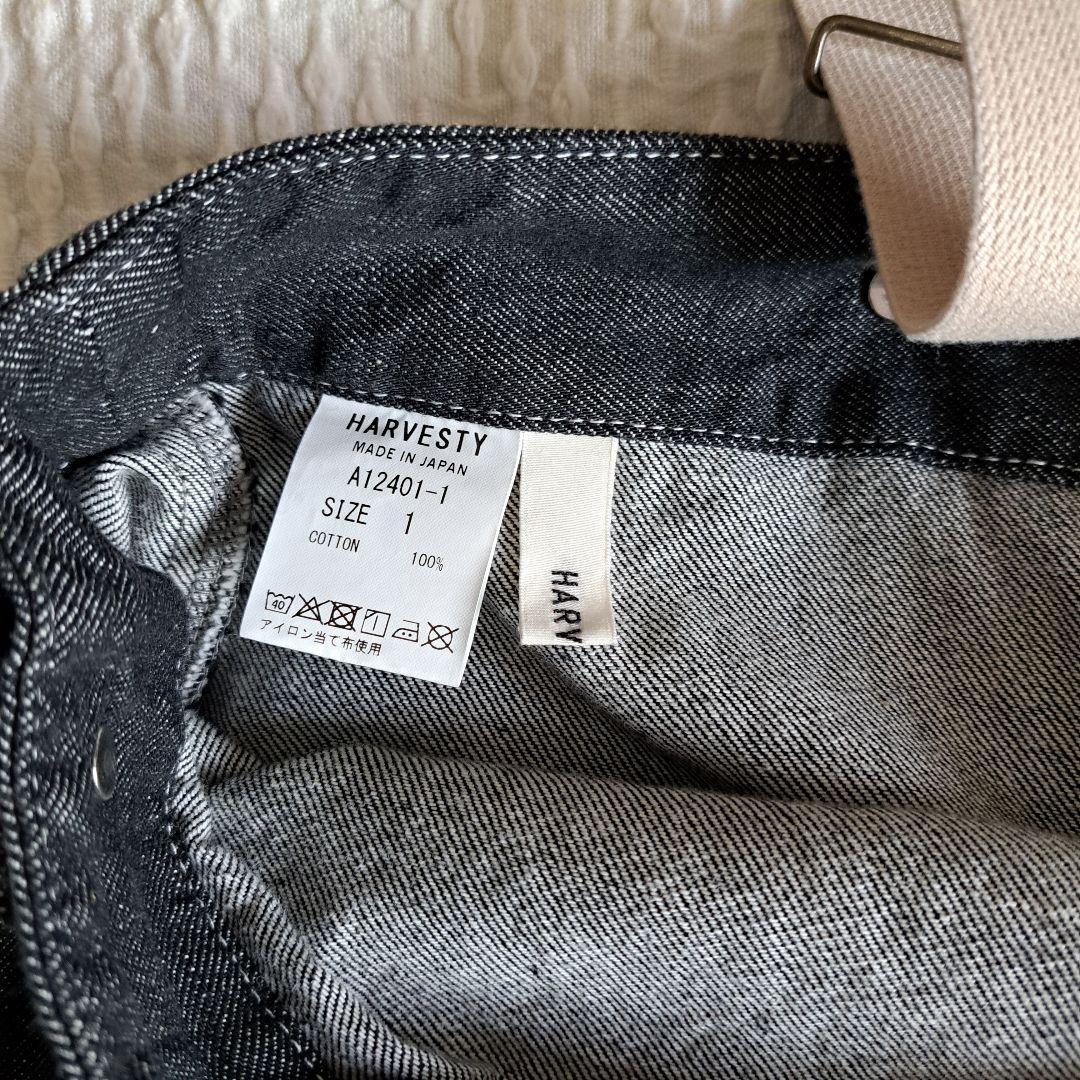 HARVESTY
MADE IN JAPAN
A12401-1
SIZE 1
COTTON 100%
40
アイロン当て布使用
HARV